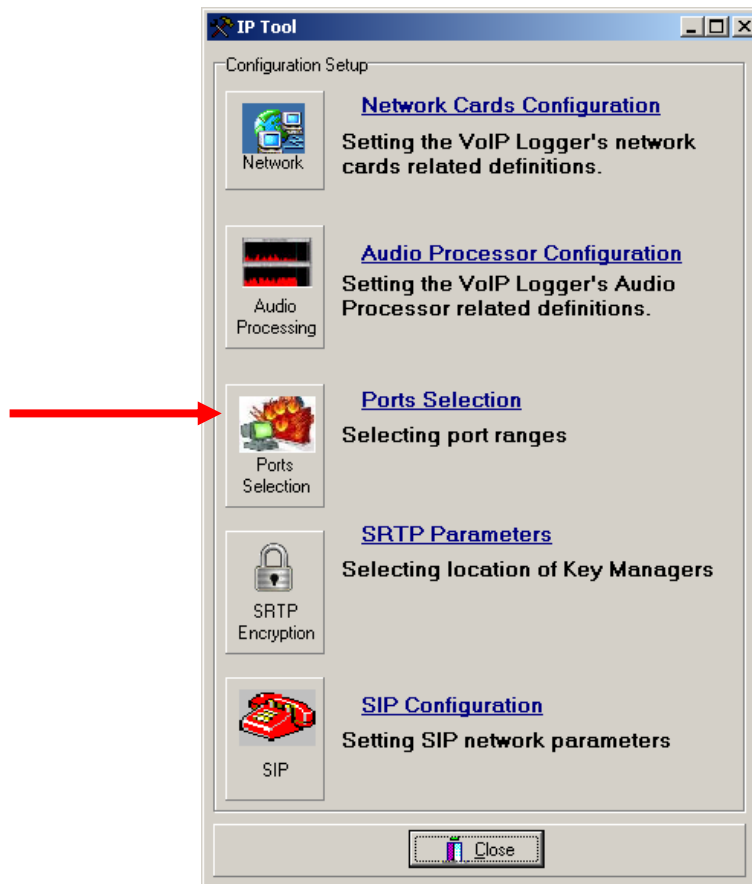 IP Tool
Configuration Setup
Network
Network Cards Configuration
Setting the VoIP Logger's network
cards related definitions.
Audio
Processing
Audio Processor Configuration
Setting the VoIP Logger's Audio
Processor related definitions.
Ports
Selection
Ports Selection
Selecting port ranges
SRTP
Encryption
SRTP Parameters
Selecting location of Key Managers
SIP
SIP Configuration
Setting SIP network parameters
Close